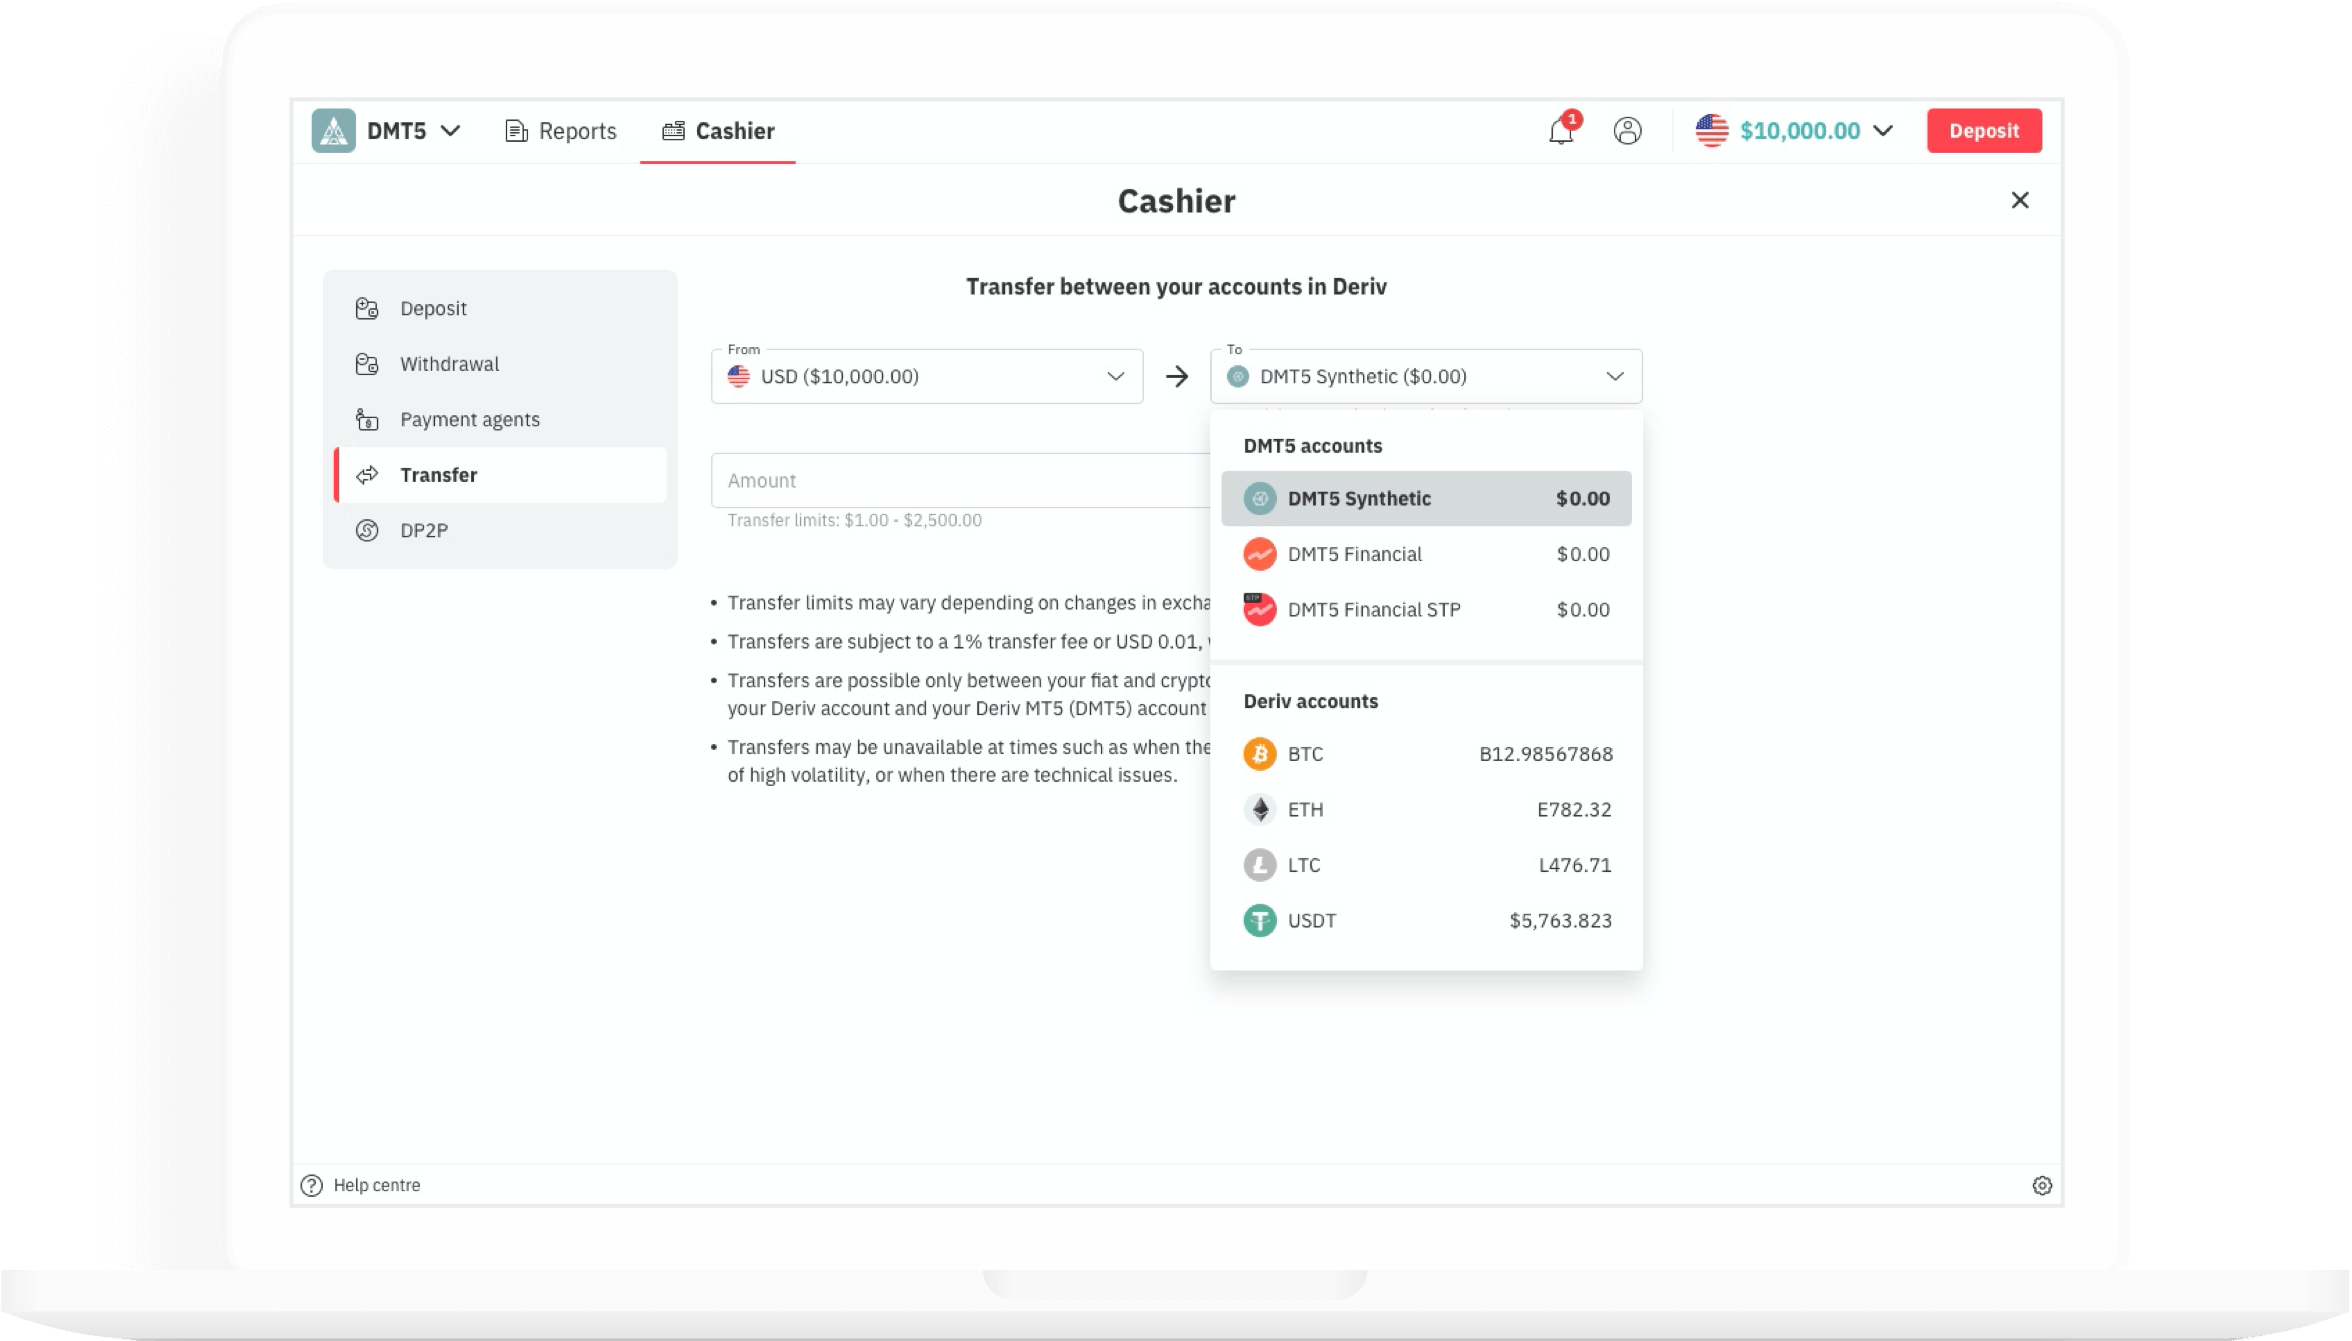 DMT5
Reports
Cashier
1
$10,000.00
Deposit
Cashier
Deposit
Withdrawal
Payment agents
Transfer
DP2P
Transfer between your accounts in Deriv
From
USD ($10,000.00)
To
DMT5 Synthetic ($0.00)
Amount
Transfer limits: $1.00 - $2,500.00
• Transfer limits may vary depending on changes in excha
• Transfers are subject to a 1% transfer fee or USD 0.01,
• Transfers are possible only between your fiat and crypto
your Deriv account and your Deriv MT5 (DMT5) account
• Transfers may be unavailable at times such as when the
of high volatility, or when there are technical issues.
DMT5 accounts
DMT5 Synthetic $0.00
DMT5 Financial $0.00
STP
DMT5 Financial STP $0.00
Deriv accounts
BTC B12.98567868
ETH E782.32
LTC L476.71
USDT $5,763.823
Help centre